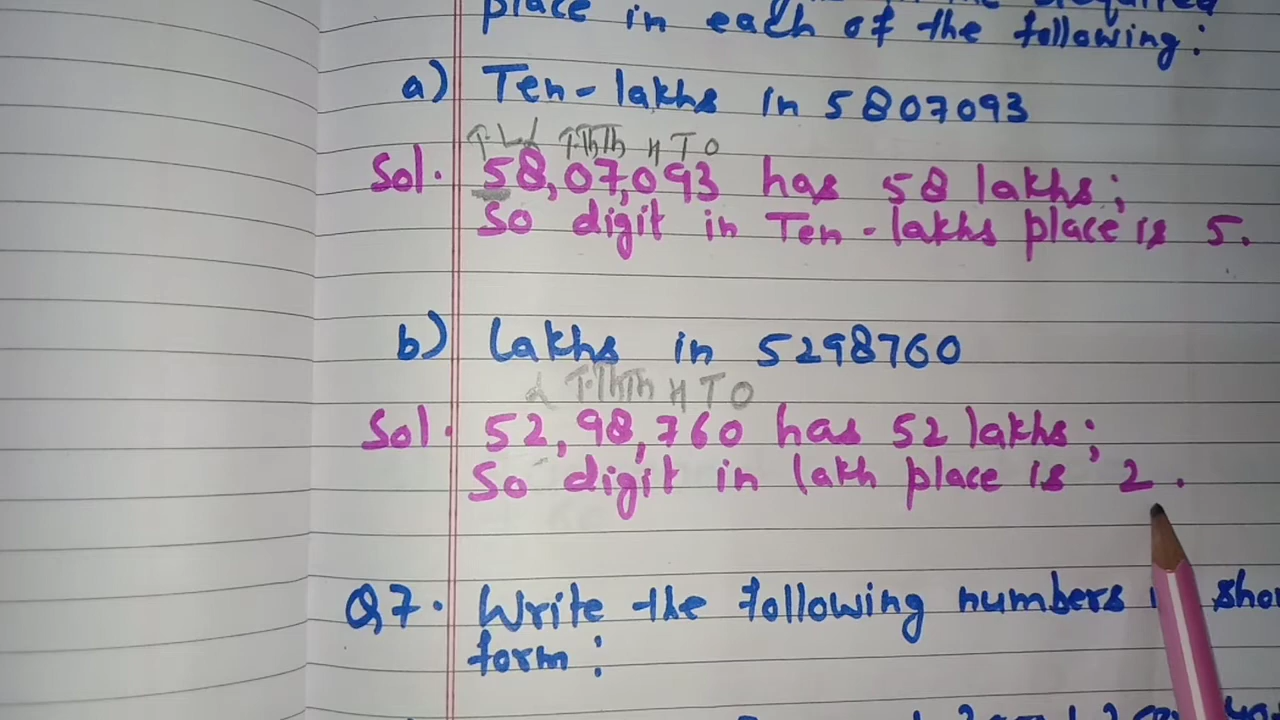 place in each of the following:
a) Ten-lakhs in 5807093
T-L L T-Th Th H T O
Sol. 58,07,093 has 58 lakhs;
So digit in Ten-lakhs place is 5.
b) Lakhs in 5298760
L T-Th Th H T O
Sol. 52,98,760 has 52 lakhs;
So digit in lakh place is 2.
Q7. Write the following numbers
form: